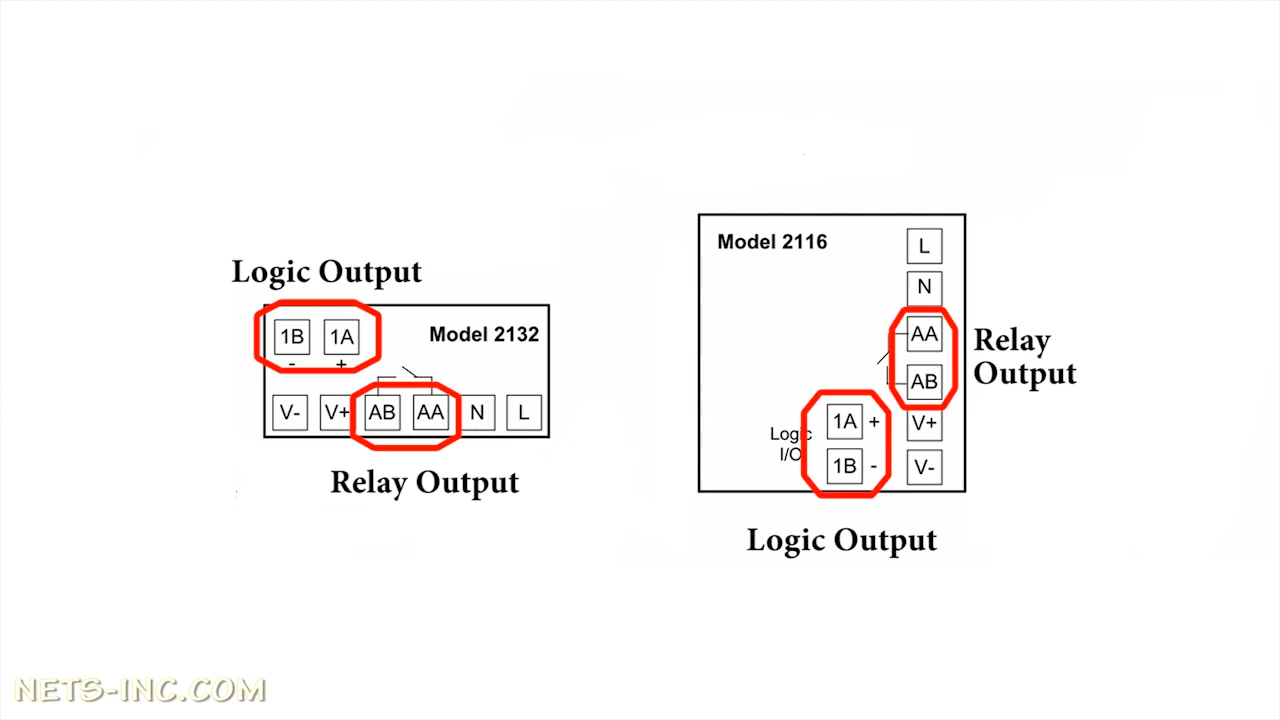 Logic Output
1B 1A
- +
Model 2132
V- V+ AB AA N L
Relay Output
Model 2116
L
N
AA
AB
Relay
Output
1A +
Logic
I/O
1B -
V+
V-
Logic Output
NETS-INC.COM